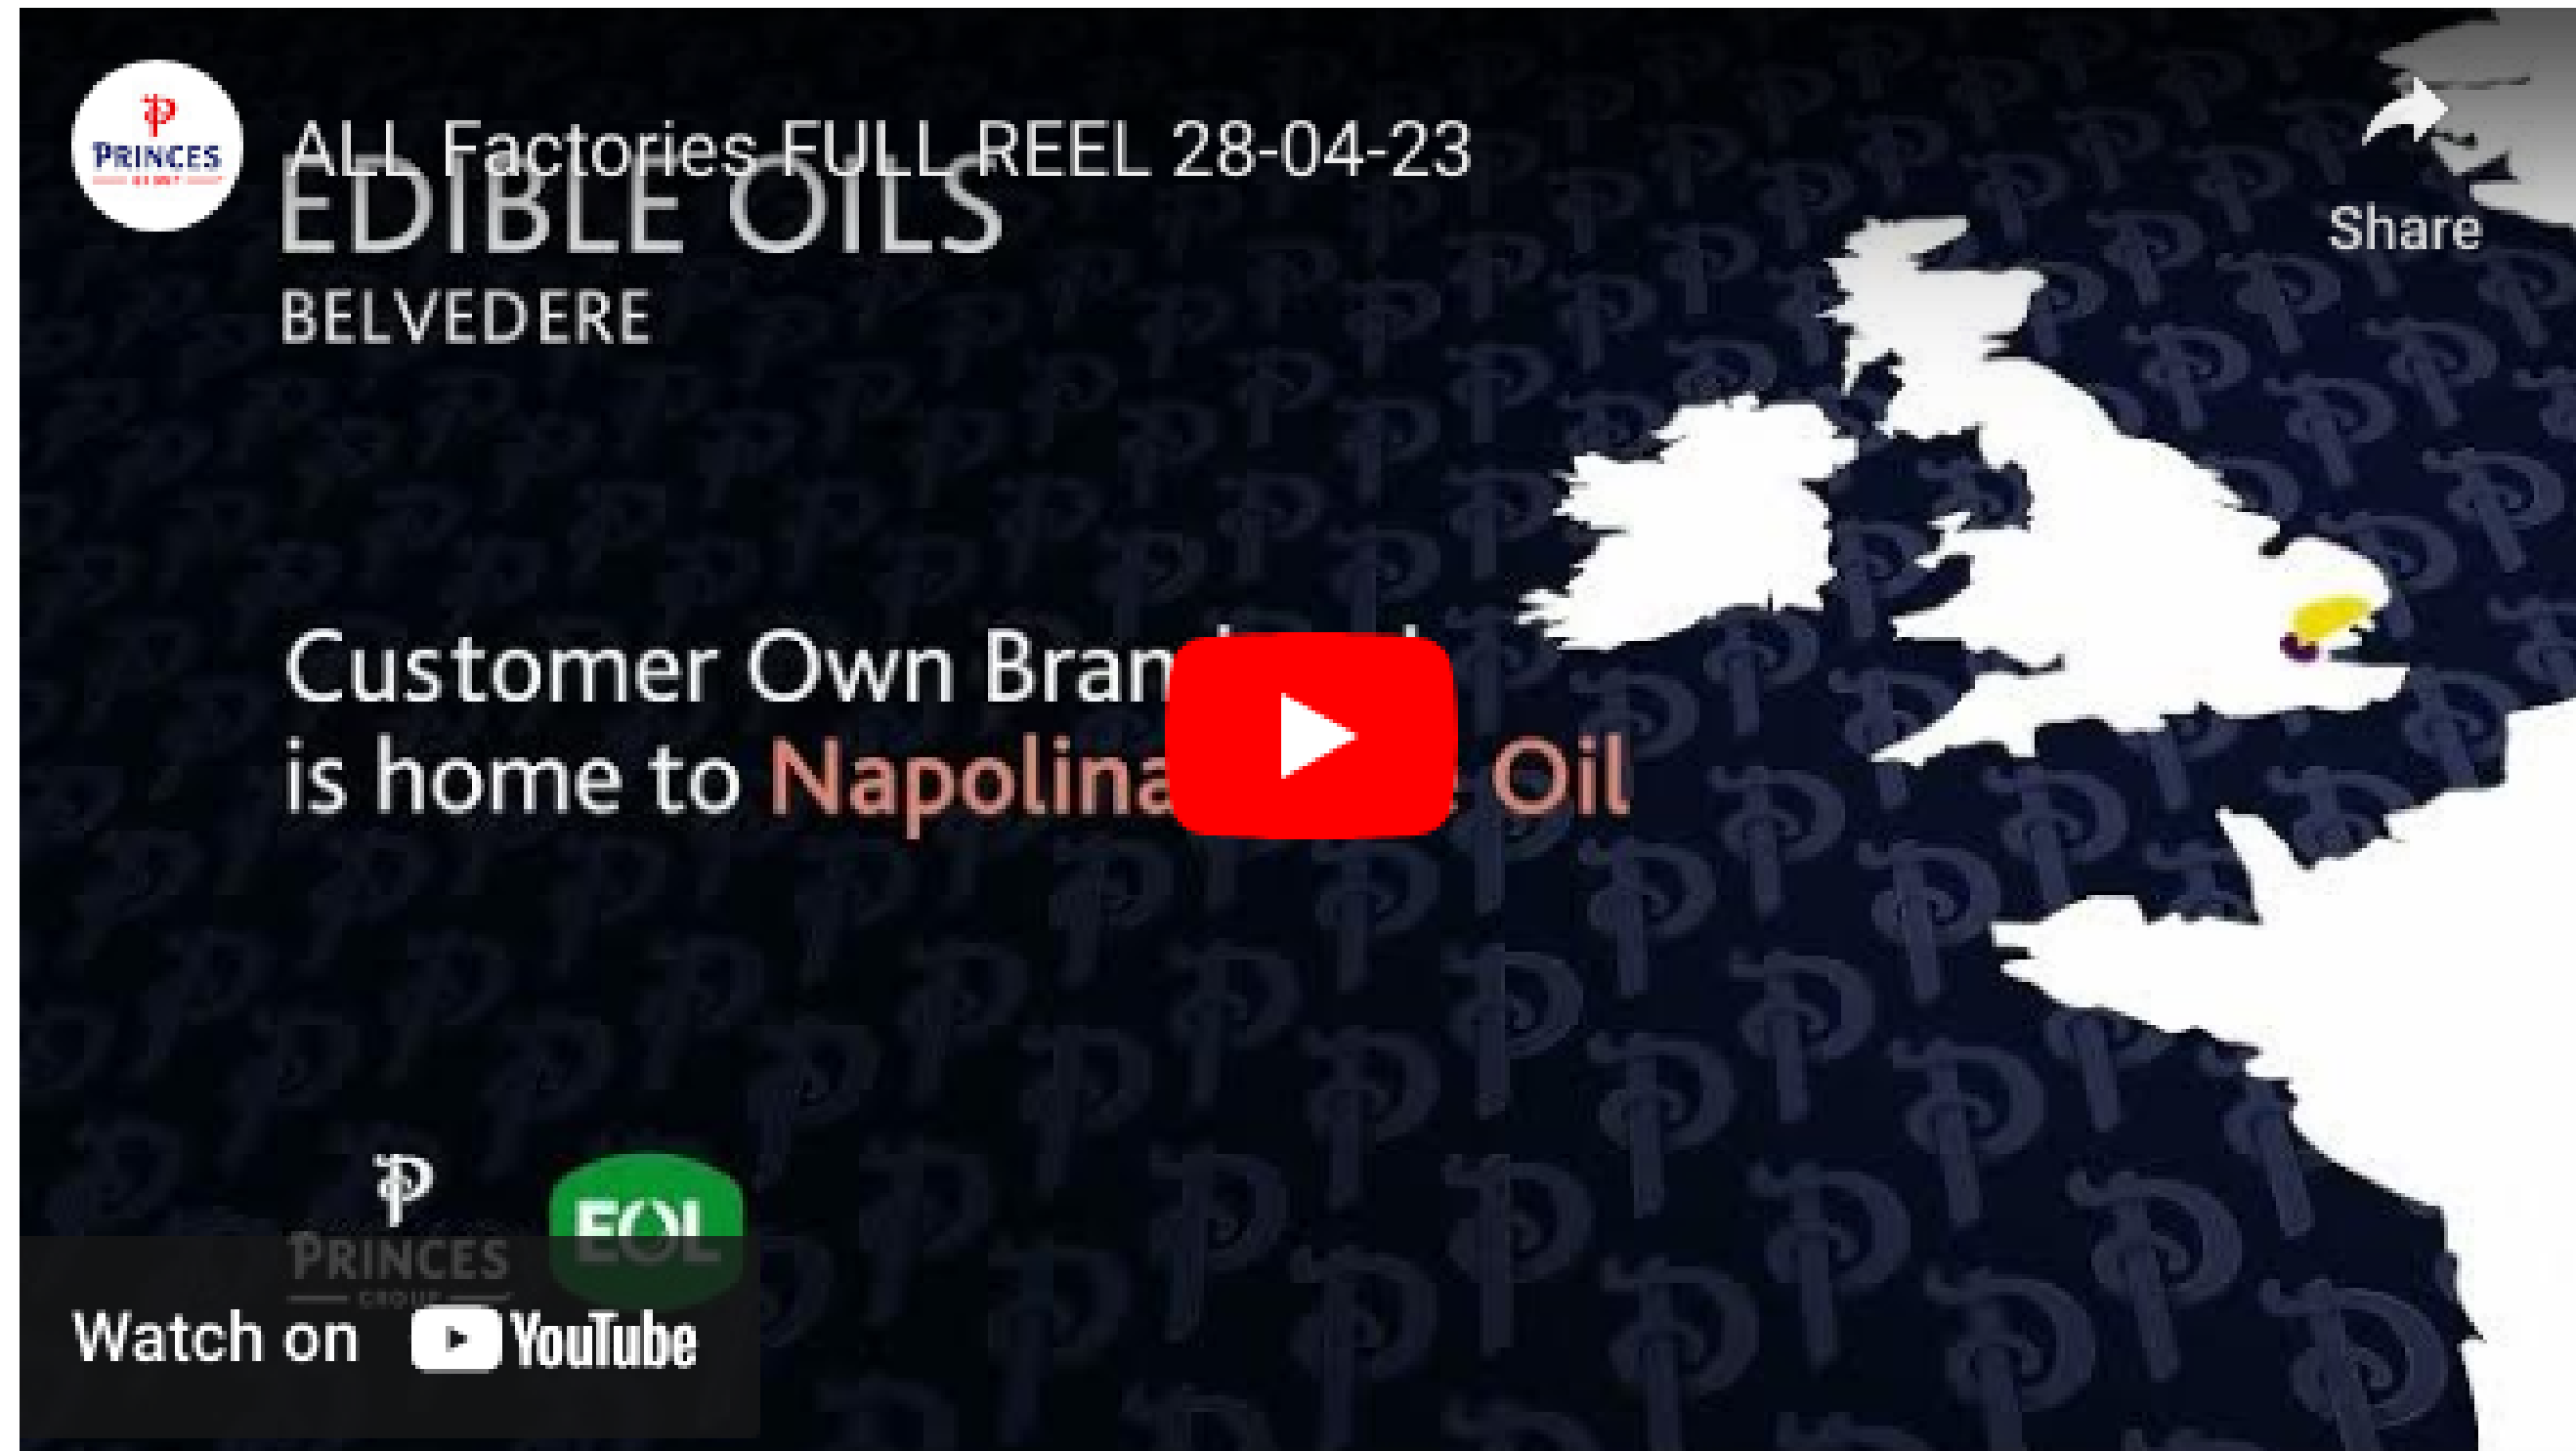 ALL Factories FULL REEL 28-04-23
PRINCES
EDIBLE OILS
Share
BELVEDERE
Customer Own Bran
is home to Napolina Oil
EOL
PRINCES
GROUP
Watch on YouTube